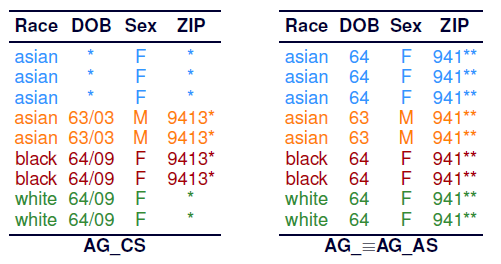 Race DOB Sex ZIP
asian * F *
asian * F *
asian * F *
asian 63/03 M 9413*
asian 63/03 M 9413*
black 64/09 F 9413*
black 64/09 F 9413*
white 64/09 F *
white 64/09 F *
AG_CS
Race DOB Sex ZIP
asian 64 F 941**
asian 64 F 941**
asian 64 F 941**
asian 63 M 941**
asian 63 M 941**
black 64 F 941**
black 64 F 941**
white 64 F 941**
white 64 F 941**
AG_≡AG_AS